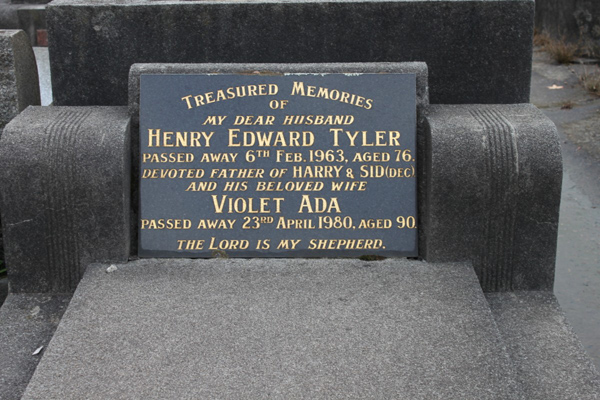 TREASURED MEMORIES
OF
MY DEAR HUSBAND
HENRY EDWARD TYLER
PASSED AWAY 6TH FEB. 1963, AGED 76.
DEVOTED FATHER OF HARRY & SID (DEC)
AND HIS BELOVED WIFE
VIOLET ADA
PASSED AWAY 23RD APRIL 1980, AGED 90.
THE LORD IS MY SHEPHERD.